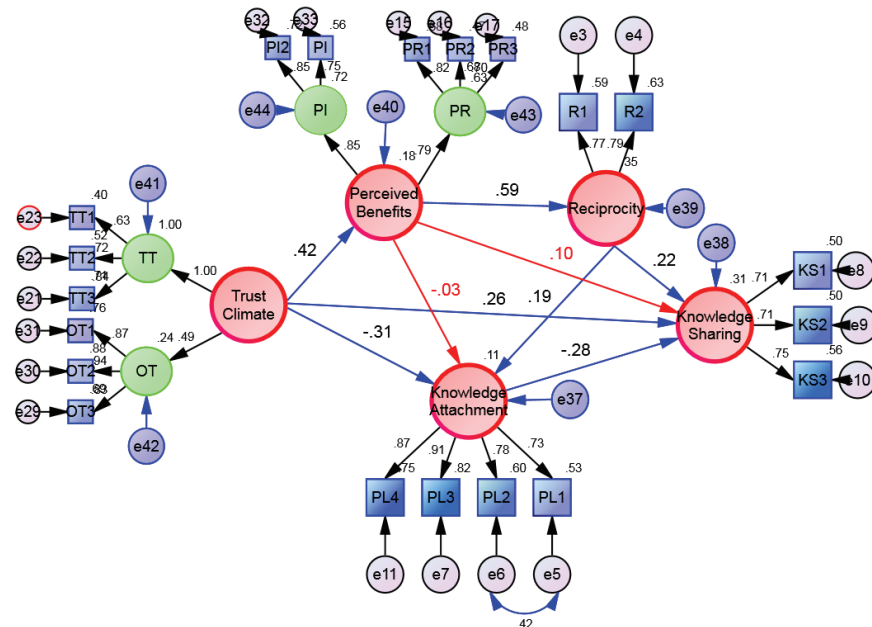 e32
e33
.56
e15
e16
e17
.48
e3
e4
PI2
PI
PR1
PR2
PR3
.59
.63
.85
.75
.72
.82
.63
R1
R2
e44
PI
e40
PR
e43
.77
.79
.35
.85
.18
.79
e41
.40
e23
TT1
.63
1.00
Perceived
Benefits
.59
Reciprocity
e39
.52
e22
TT2
.72
TT
1.00
.42
.10
.22
e38
.50
e21
TT3
.76
Trust
Climate
-.03
.26
.19
.31
.71
KS1
e8
e31
OT1
.87
.24
.49
-.31
Knowledge
Sharing
.50
.71
KS2
e9
.88
e30
OT2
.94
OT
.11
-.28
.56
.75
KS3
e10
e29
OT3
Knowledge
Attachment
e37
e42
.87
.91
.78
.73
.75
.82
.60
.53
PL4
PL3
PL2
PL1
e11
e7
e6
e5
.42